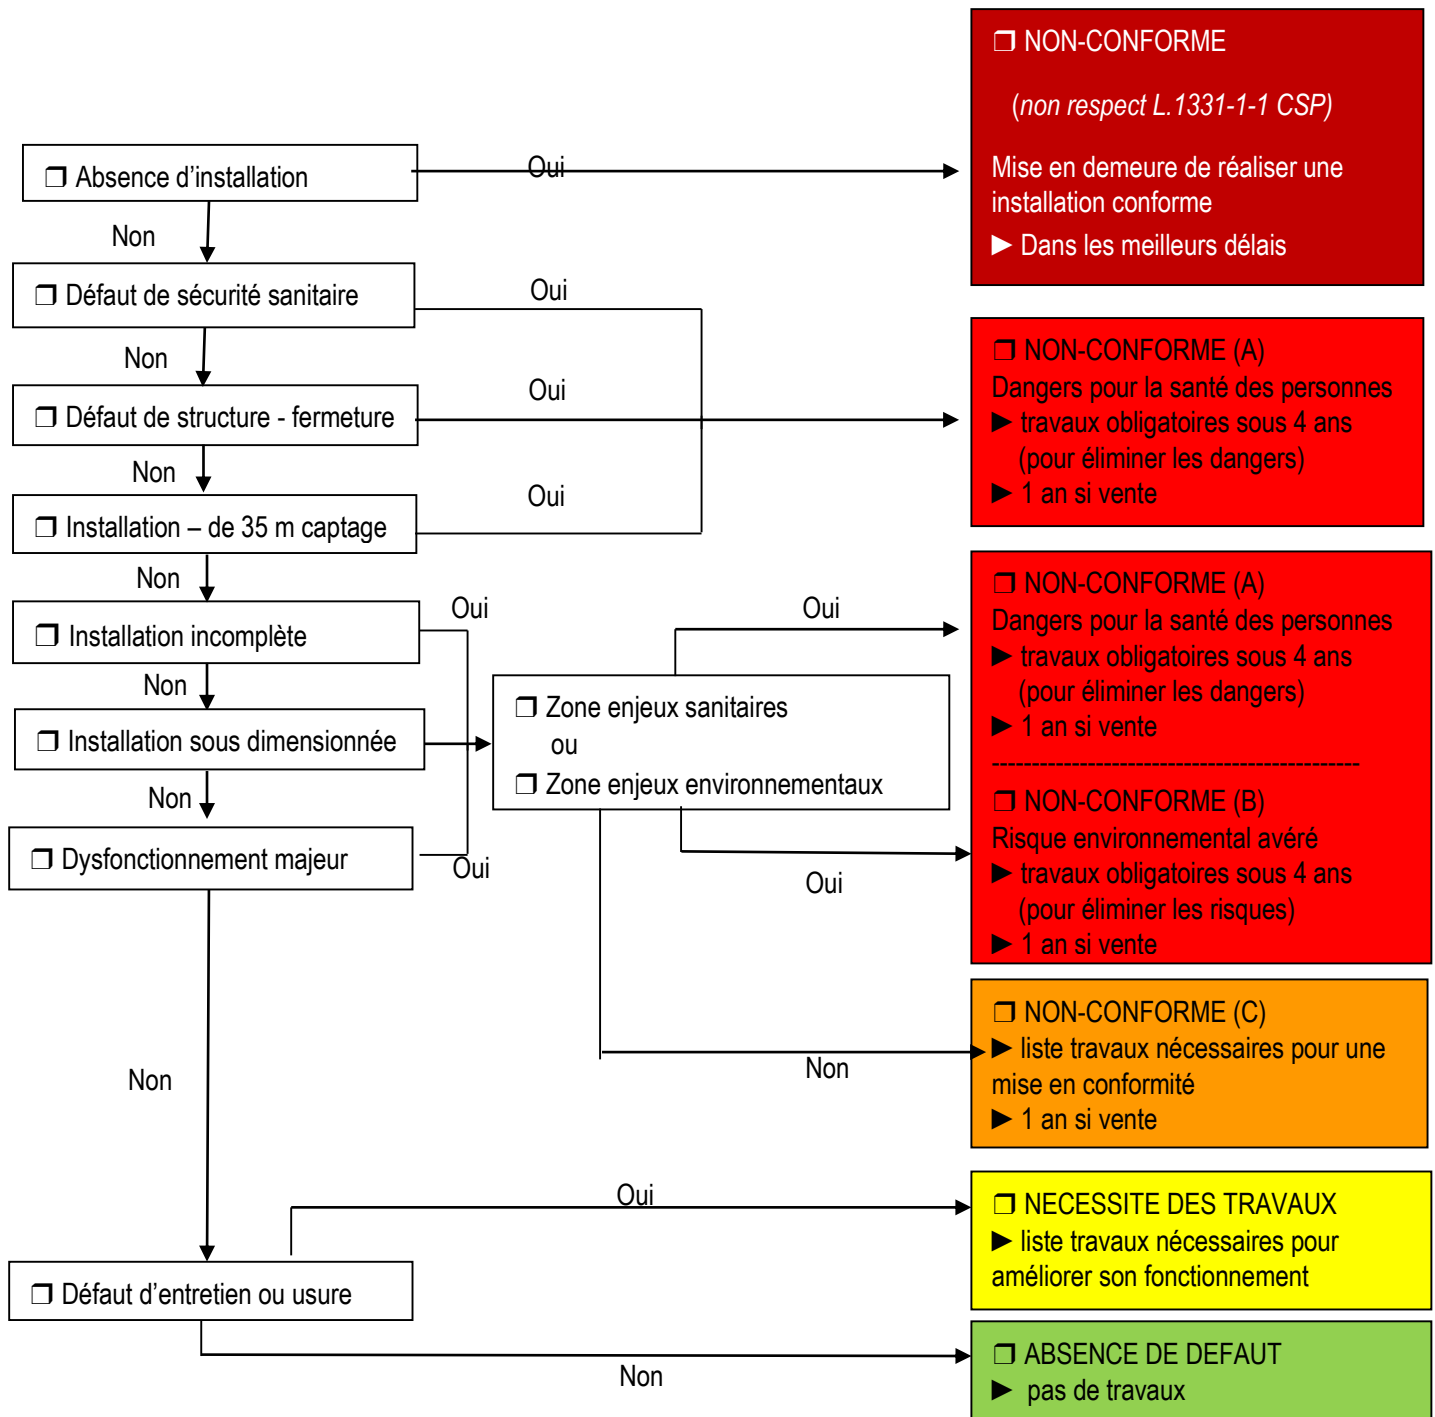 ❐ NON-CONFORME
(non respect L.1331-1-1 CSP)
Mise en demeure de réaliser une
installation conforme
► Dans les meilleurs délais
❐ Absence d’installation
Oui
Non
❐ Défaut de sécurité sanitaire
Oui
Non
❐ Défaut de structure - fermeture
Oui
Non
❐ Installation – de 35 m captage
Oui
❐ NON-CONFORME (A)
Dangers pour la santé des personnes
► travaux obligatoires sous 4 ans
(pour éliminer les dangers)
► 1 an si vente
Non
❐ Installation incomplète
Oui
Non
❐ Installation sous dimensionnée
Non
❐ Dysfonctionnement majeur
Oui
❐ Zone enjeux sanitaires
ou
❐ Zone enjeux environnementaux
Oui
Oui
Non
❐ NON-CONFORME (A)
Dangers pour la santé des personnes
► travaux obligatoires sous 4 ans
(pour éliminer les dangers)
► 1 an si vente
----------------------------------------------
❐ NON-CONFORME (B)
Risque environnemental avéré
► travaux obligatoires sous 4 ans
(pour éliminer les risques)
► 1 an si vente
❐ NON-CONFORME (C)
► liste travaux nécessaires pour une
mise en conformité
► 1 an si vente
Non
❐ Défaut d’entretien ou usure
Oui
❐ NECESSITE DES TRAVAUX
► liste travaux nécessaires pour
améliorer son fonctionnement
Non
❐ ABSENCE DE DEFAUT
► pas de travaux